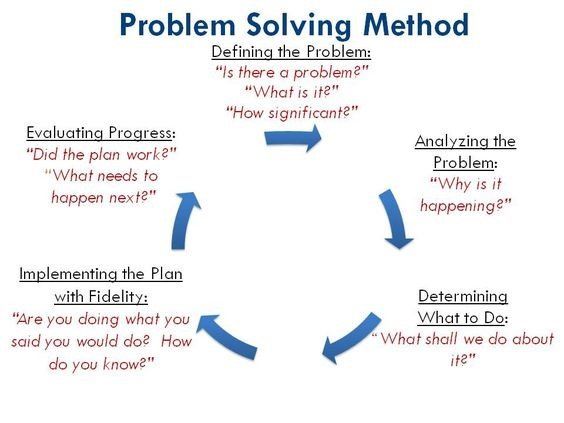 Problem Solving Method
Defining the Problem:
“Is there a problem?”
“What is it?”
“How significant?”
Analyzing the
Problem:
“Why is it
happening?”
Determining
What to Do:
“What shall we do about
it?”
Implementing the Plan
with Fidelity:
“Are you doing what you
said you would do?  How
do you know?”
Evaluating Progress:
“Did the plan work?”
“What needs to
happen next?”